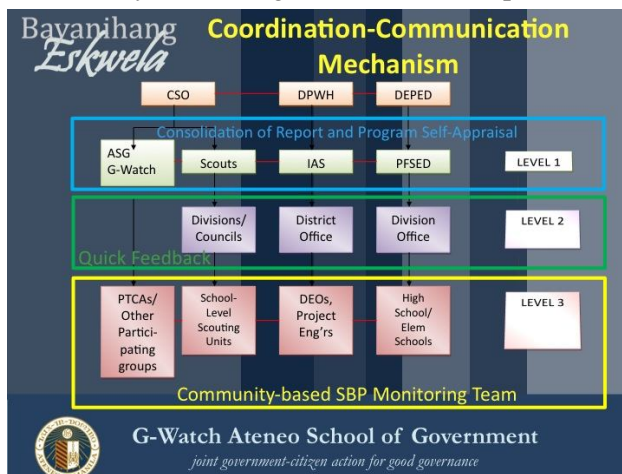 Bayanihang
Eskwela
Coordination-Communication
Mechanism
CSO
DPWH
DEPED
Consolidation of Report and Program Self-Appraisal
ASG
G-Watch
Scouts
IAS
PFSED
LEVEL 1
Divisions/
Councils
District
Office
Division
Office
LEVEL 2
Quick Feedback
PTCAs/
Other
Partici-
pating
groups
School-
Level
Scouting
Units
DEOs,
Project
Eng'rs
High
School/
Elem
Schools
LEVEL 3
Community-based SBP Monitoring Team
G-Watch Ateneo School of Government
joint government-citizen action for good governance